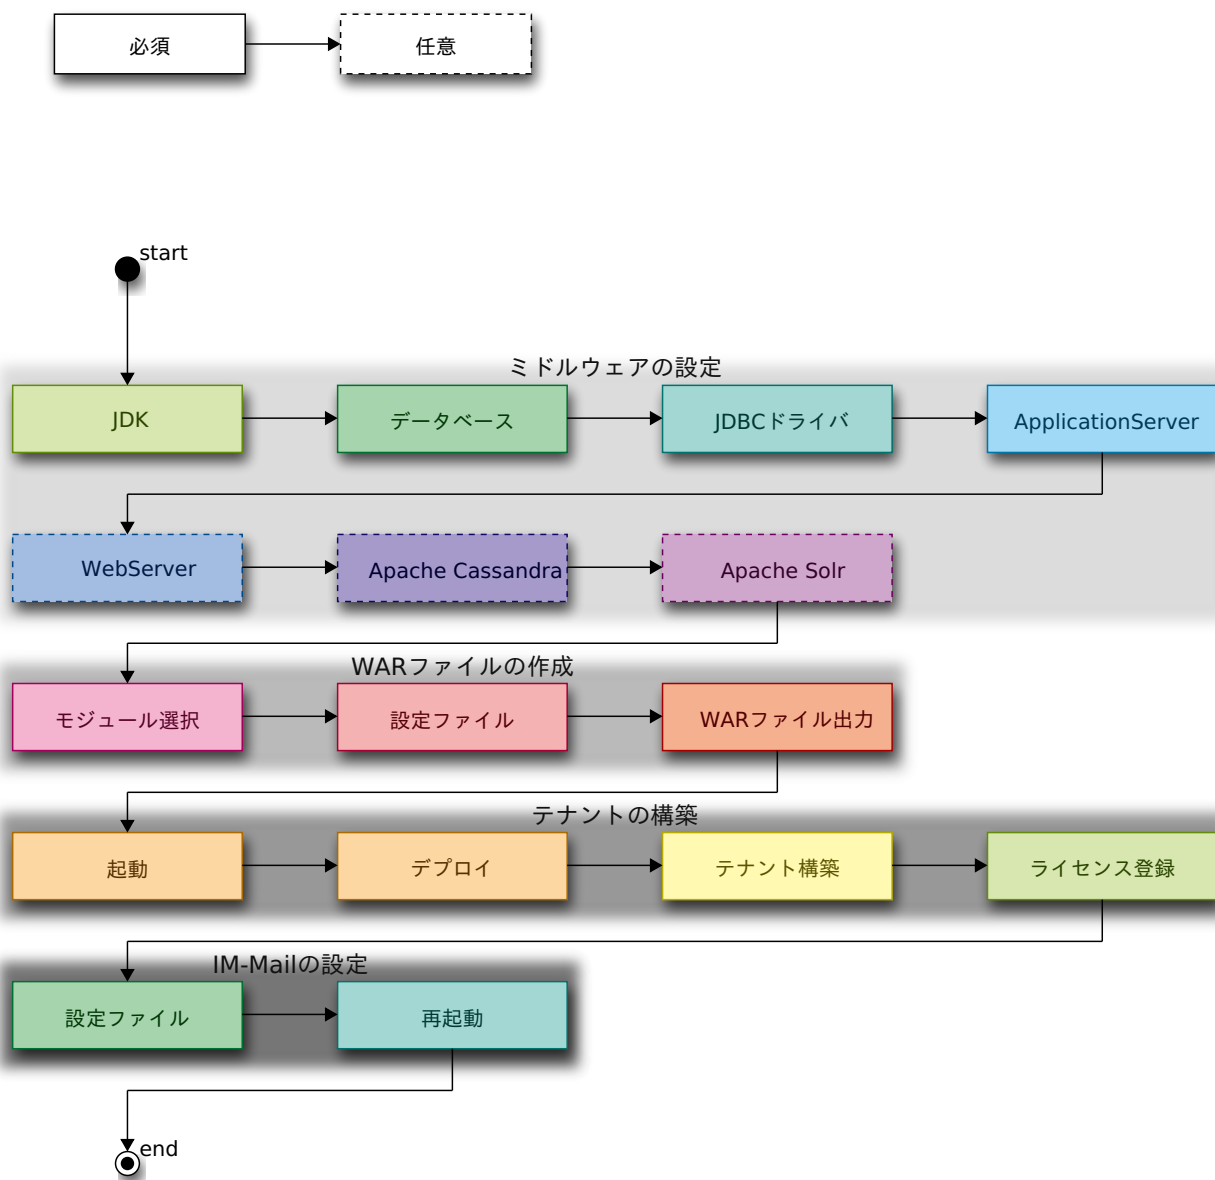 必須
任意
start
ミドルウェアの設定
JDK
データベース
JDBCドライバ
ApplicationServer
WebServer
Apache Cassandra
Apache Solr
WARファイルの作成
モジュール選択
設定ファイル
WARファイル出力
テナントの構築
起動
デプロイ
テナント構築
ライセンス登録
IM-Mailの設定
設定ファイル
再起動
end